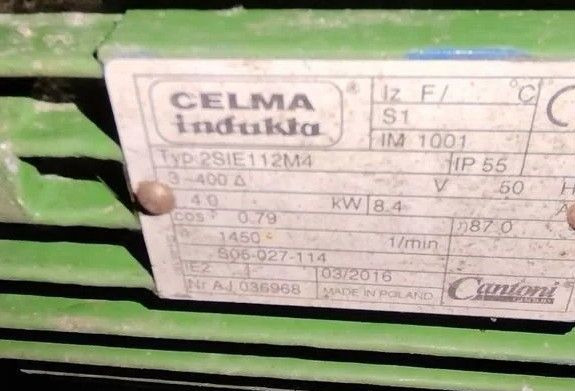 CELMA
indukta
®
Iz F/ °C
S1
IM 1001
Typ 2SIE112M4 IP 55
3~400 Δ V 50 H
4.0 kW 8.4 A
cos 0.79 η87.0
n 1450 1/min
S06-027-114
IE2 03/2016
Nr AJ 036968 MADE IN POLAND
Cantoni
GROUP